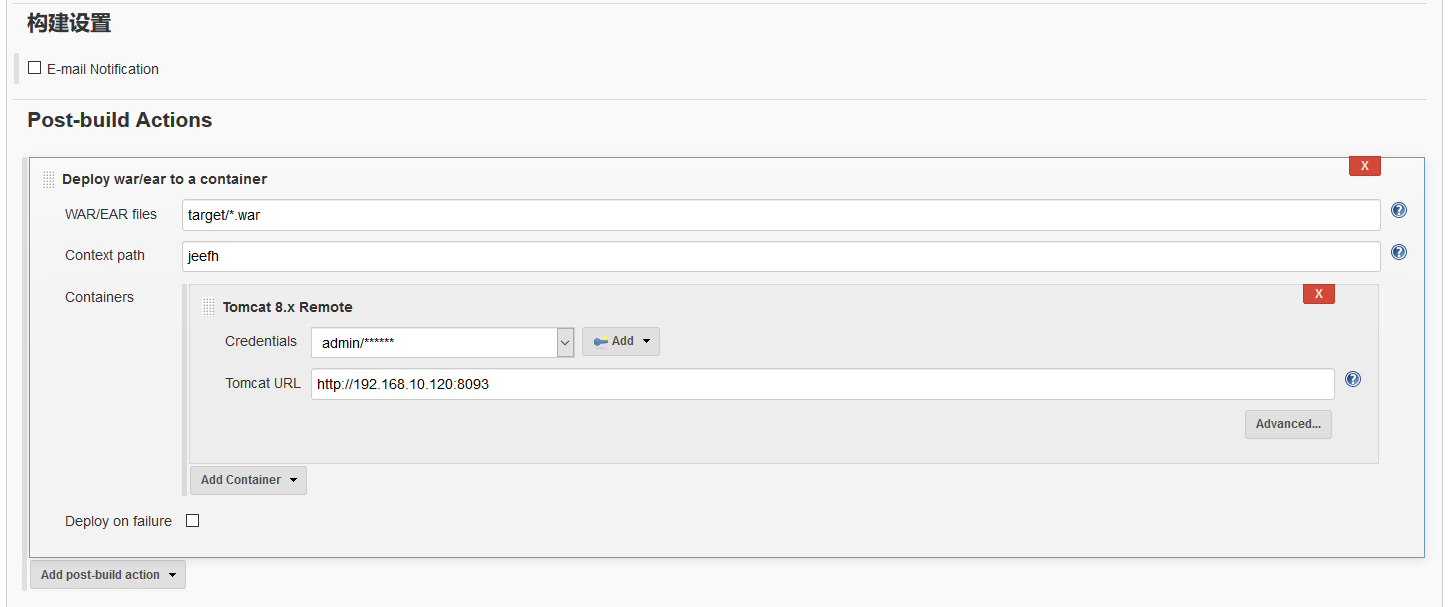 构建设置
E-mail Notification
Post-build Actions
X
Deploy war/ear to a container
WAR/EAR files target/*.war
Context path jeefh
Containers
X
Tomcat 8.x Remote
Credentials admin/****** Add
Tomcat URL http://192.168.10.120:8093
Advanced...
Add Container
Deploy on failure
Add post-build action